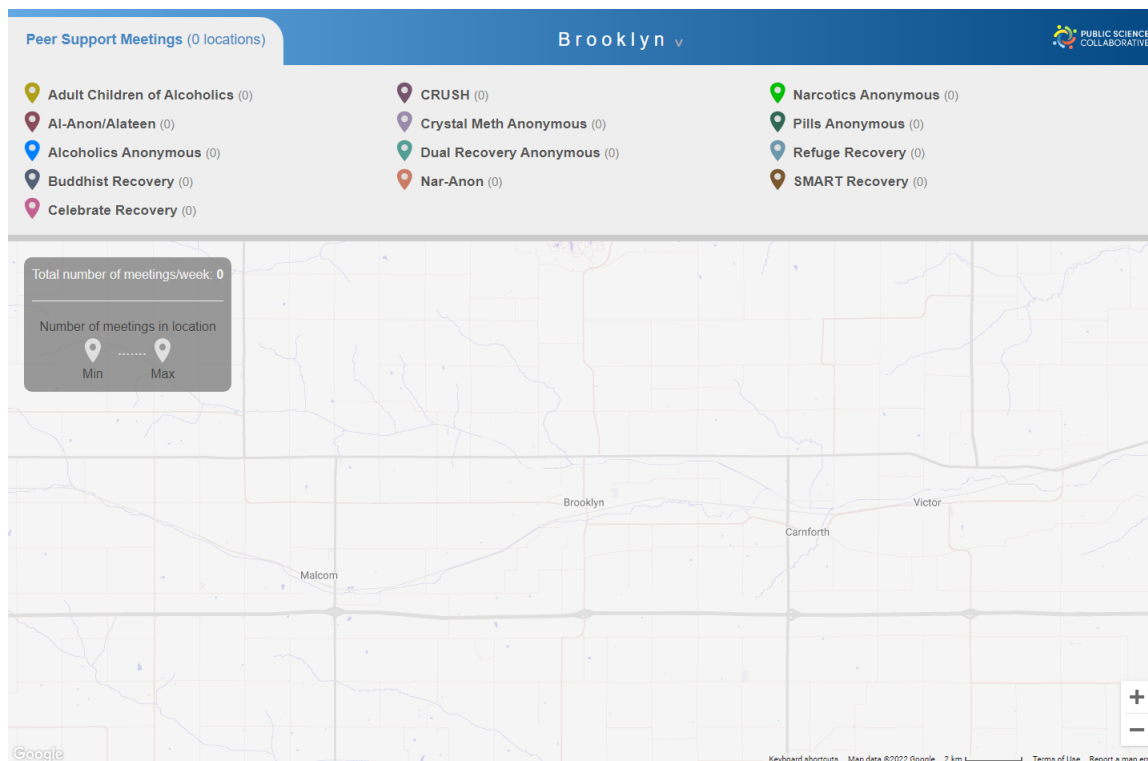 Peer Support Meetings (0 locations)
Brooklyn v
PUBLIC SCIENCE
COLLABORATIVE
Adult Children of Alcoholics (0)
Al-Anon/Alateen (0)
Alcoholics Anonymous (0)
Buddhist Recovery (0)
Celebrate Recovery (0)
CRUSH (0)
Crystal Meth Anonymous (0)
Dual Recovery Anonymous (0)
Nar-Anon (0)
Narcotics Anonymous (0)
Pills Anonymous (0)
Refuge Recovery (0)
SMART Recovery (0)
Total number of meetings/week: 0
Number of meetings in location
Min ....... Max
Brooklyn
Victor
Carnforth
Malcom
Google
Keyboard shortcuts Map data ©2022 Google 2 km Terms of Use Report a map